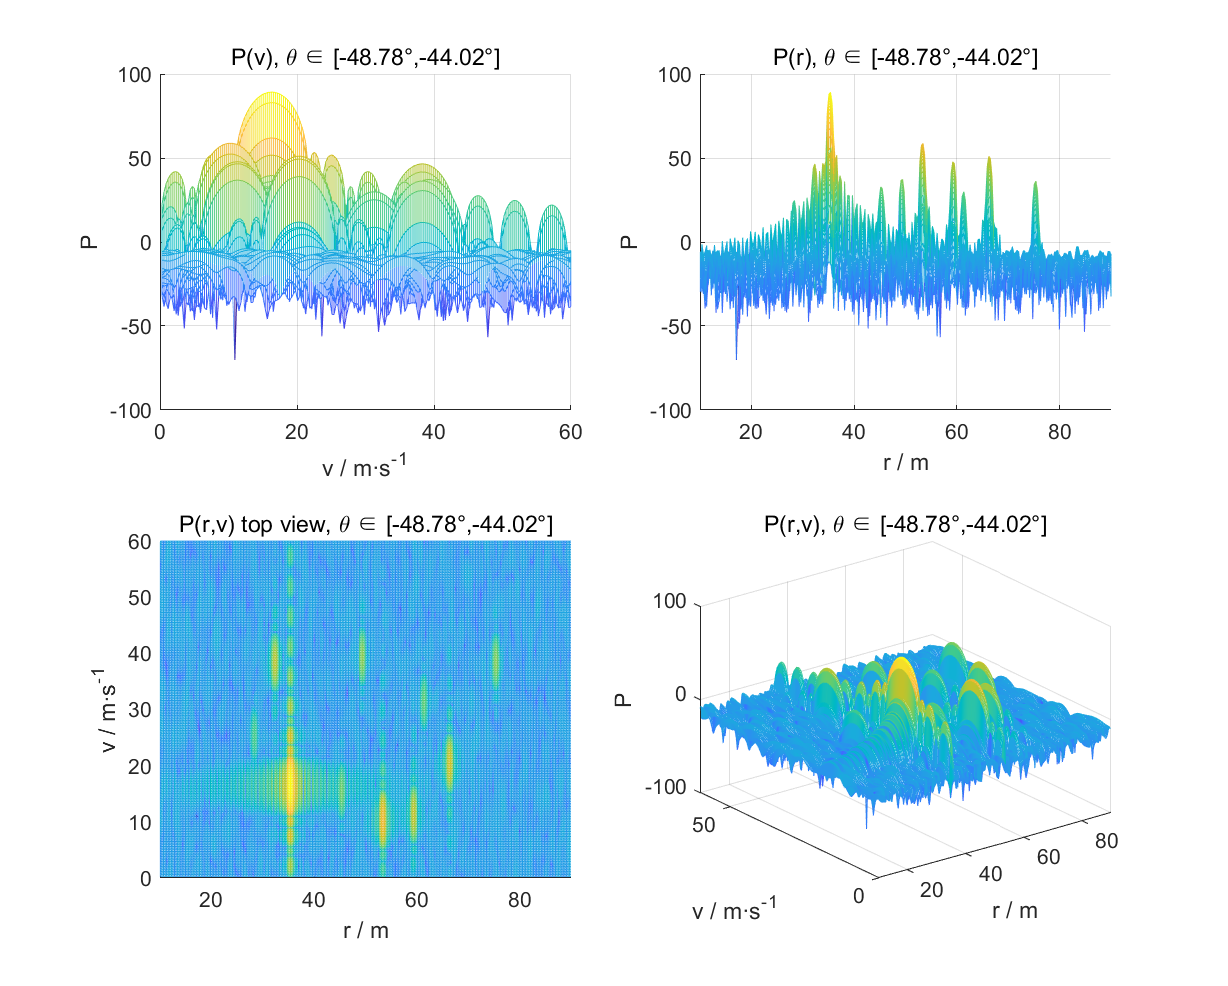 P(v), θ ∈ [-48.78°,-44.02°]
100
50
0
-50
-100
P
0
20
40
60
v / m·s⁻¹
P(r), θ ∈ [-48.78°,-44.02°]
100
50
0
-50
-100
P
20
40
60
80
r / m
P(r,v) top view, θ ∈ [-48.78°,-44.02°]
60
50
40
30
20
10
0
v / m·s⁻¹
20
40
60
80
r / m
P(r,v), θ ∈ [-48.78°,-44.02°]
100
0
-100
P
50
0
v / m·s⁻¹
20
40
60
80
r / m